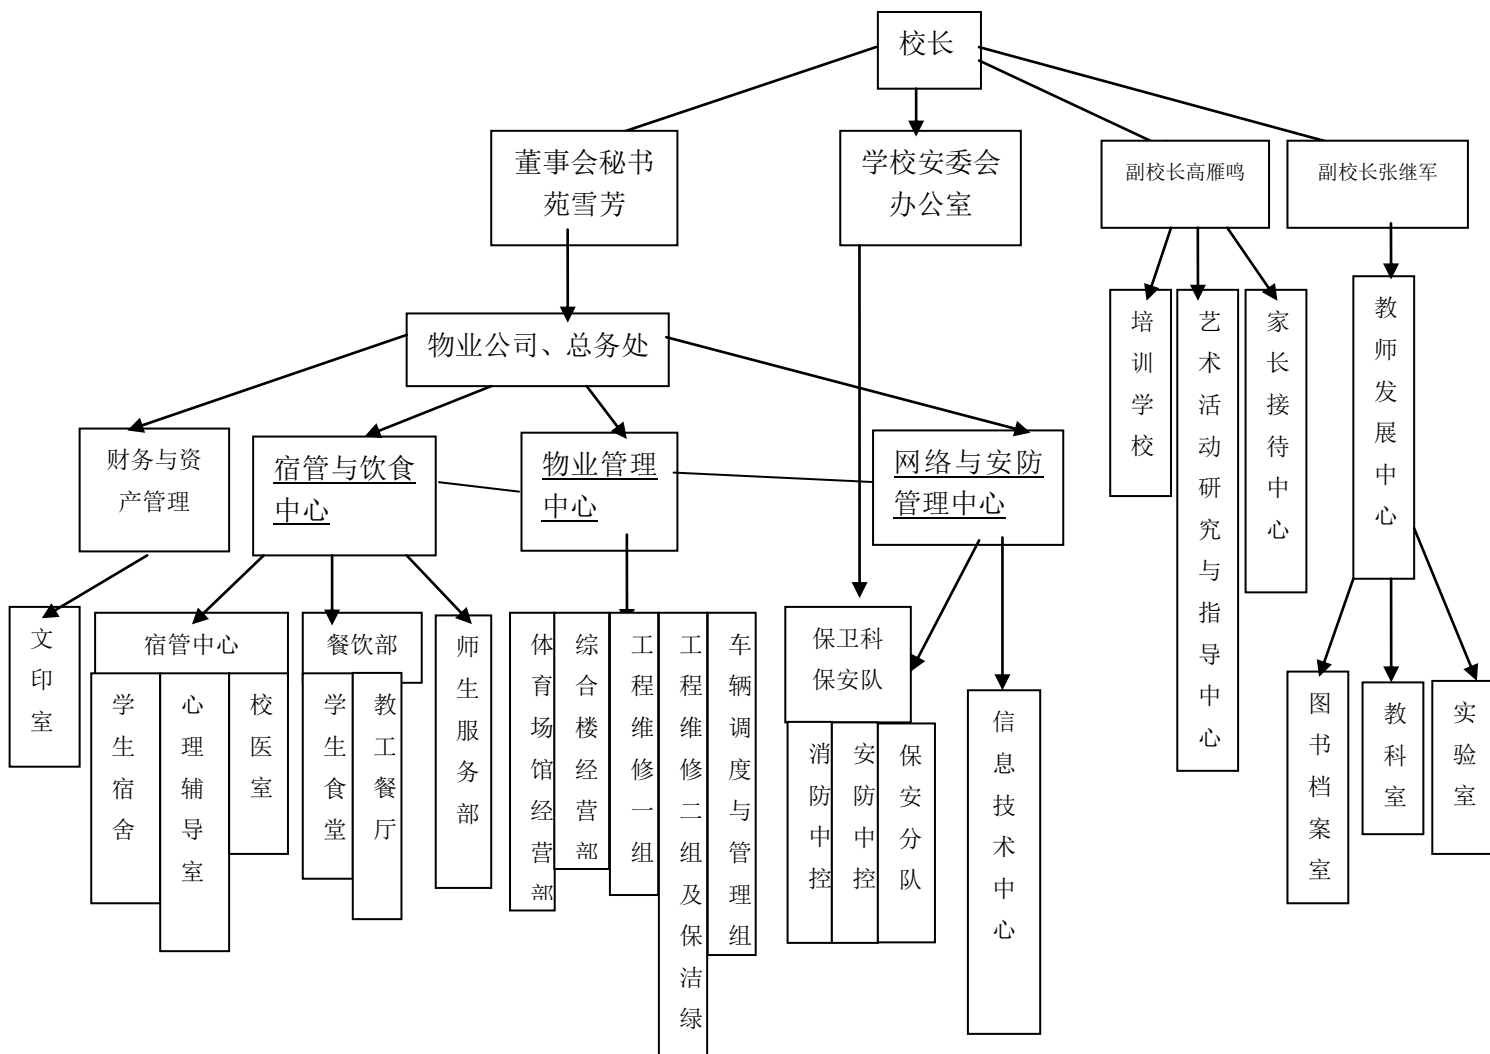 校长
董事会秘书
苑雪芳
学校安委会
办公室
副校长高雁鸣
副校长张继军
物业公司、总务处
培训学校
艺术活动研究与指导中心
家长接待中心
教师发展中心
财务与资
产管理
宿管与饮食
中心
物业管理
中心
网络与安防
管理中心
文印室
宿管中心
餐饮部
师生服务部
体育场馆经营部
综合楼经营部
工程维修一组
工程维修二组及保洁绿
车辆调度与管理组
保卫科
保安队
学生宿舍
心理辅导室
校医室
学生食堂
教工餐厅
消防中控
安防中控
保安分队
信息技术中心
图书档案室
教科室
实验室